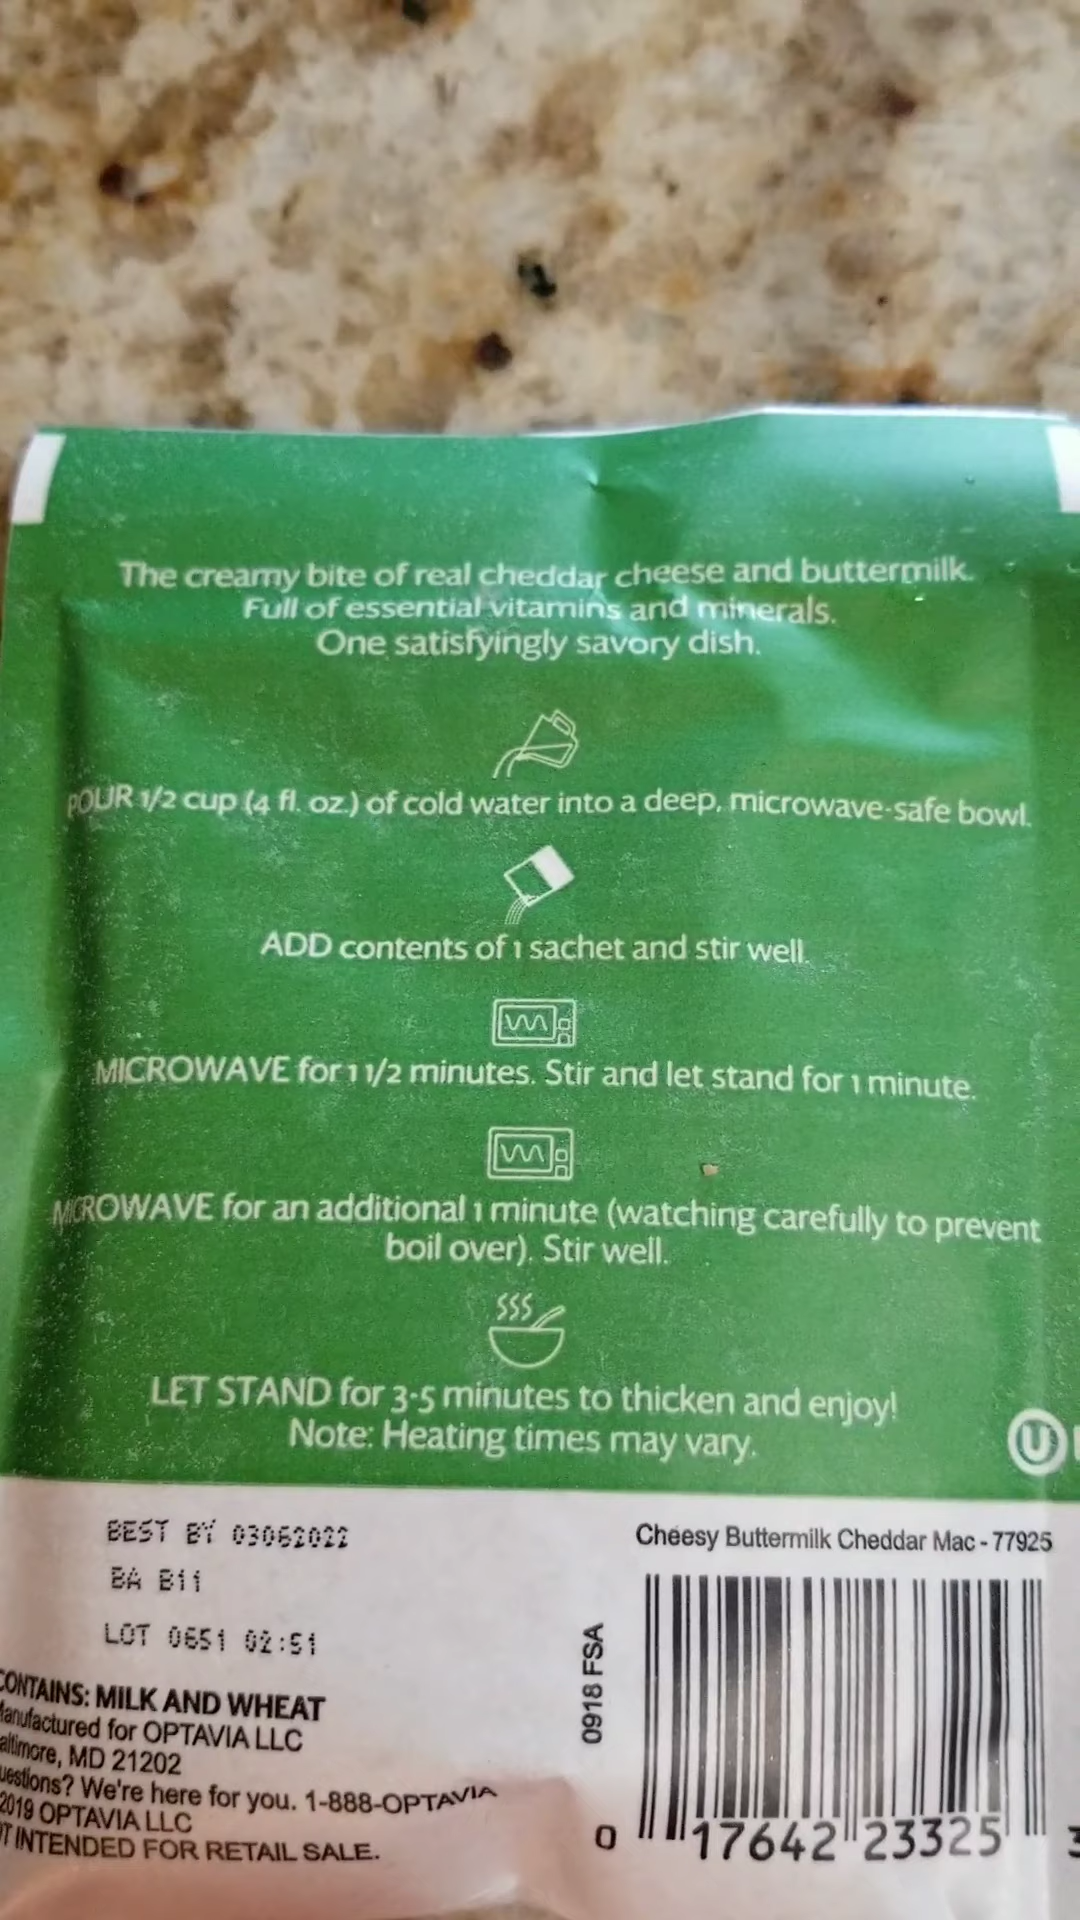 The creamy bite of real cheddar cheese and buttermilk.
Full of essential vitamins and minerals.
One satisfyingly savory dish.
POUR 1/2 cup (4 fl. oz.) of cold water into a deep, microwave-safe bowl.
ADD contents of 1 sachet and stir well.
MICROWAVE for 1 1/2 minutes. Stir and let stand for 1 minute.
MICROWAVE for an additional 1 minute (watching carefully to prevent
boil over). Stir well.
LET STAND for 3-5 minutes to thicken and enjoy!
Note: Heating times may vary.
U
BEST BY 03062022
BA B11
LOT 0651 02:51
CONTAINS: MILK AND WHEAT
Manufactured for OPTAVIA LLC
altimore, MD 21202
uestions? We're here for you. 1-888-OPTAVIA
2019 OPTAVIA LLC
T INTENDED FOR RETAIL SALE.
Cheesy Buttermilk Cheddar Mac - 77925
0918 FSA
0 17642 23325 3